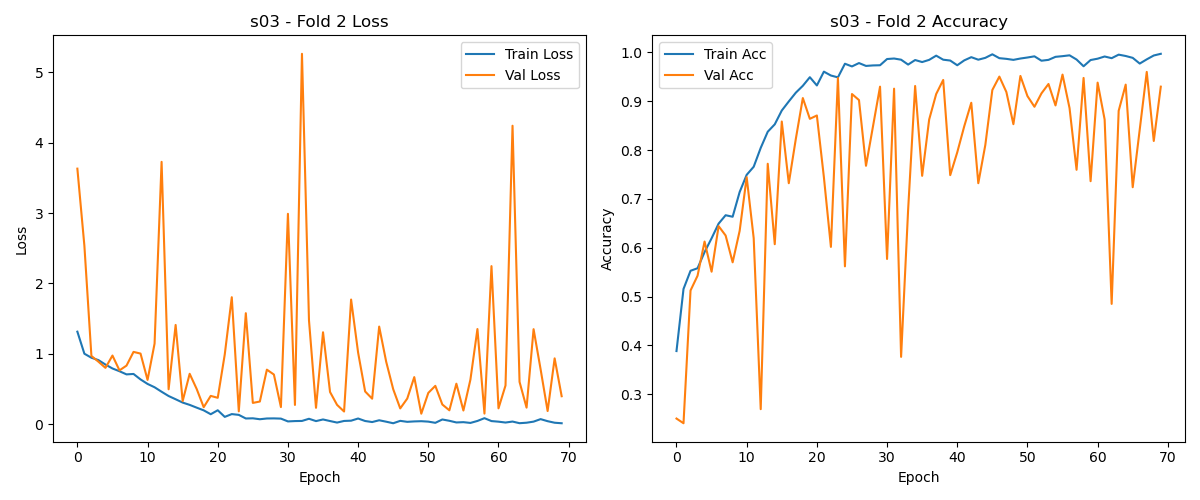 s03 - Fold 2 Loss
Train Loss
Val Loss
Loss
5
4
3
2
1
0
0 10 20 30 40 50 60 70
Epoch
s03 - Fold 2 Accuracy
Train Acc
Val Acc
Accuracy
1.0
0.9
0.8
0.7
0.6
0.5
0.4
0.3
0 10 20 30 40 50 60 70
Epoch